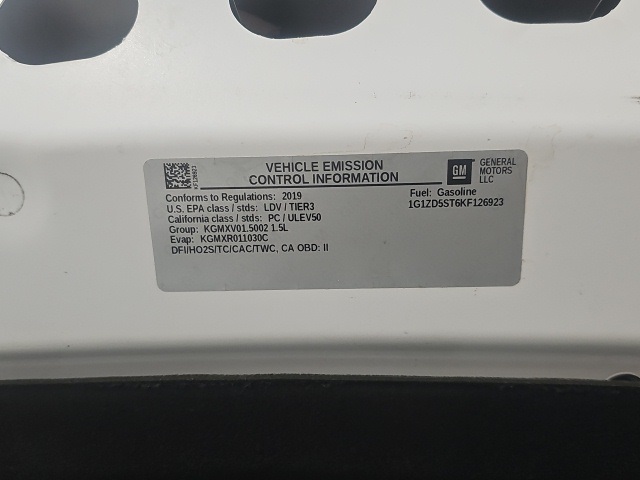 KF126923
VEHICLE EMISSION
CONTROL INFORMATION
GM
GENERAL
MOTORS
LLC
Conforms to Regulations: 2019
U.S. EPA class / stds: LDV / TIER3
California class / stds: PC / ULEV50
Group: KGMXV01.5002 1.5L
Evap: KGMXR011030C
DFI/HO2S/TC/CAC/TWC, CA OBD: II
Fuel: Gasoline
1G1ZD5ST6KF126923